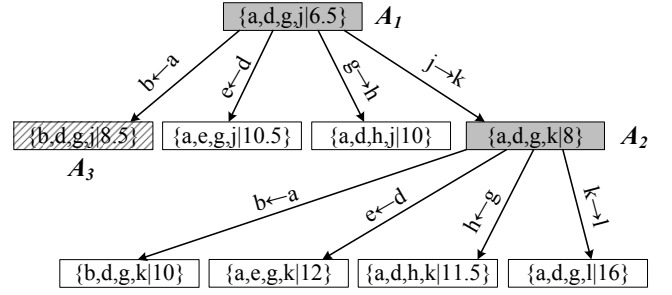 {a,d,g,j|6.5} A1
b←a
e←d
g→h
j→k
{b,d,g,j|8.5} {a,e,g,j|10.5} {a,d,h,j|10} {a,d,g,k|8} A2
A3
b←a
e←d
h←g
k→l
{b,d,g,k|10} {a,e,g,k|12} {a,d,h,k|11.5} {a,d,g,l|16}